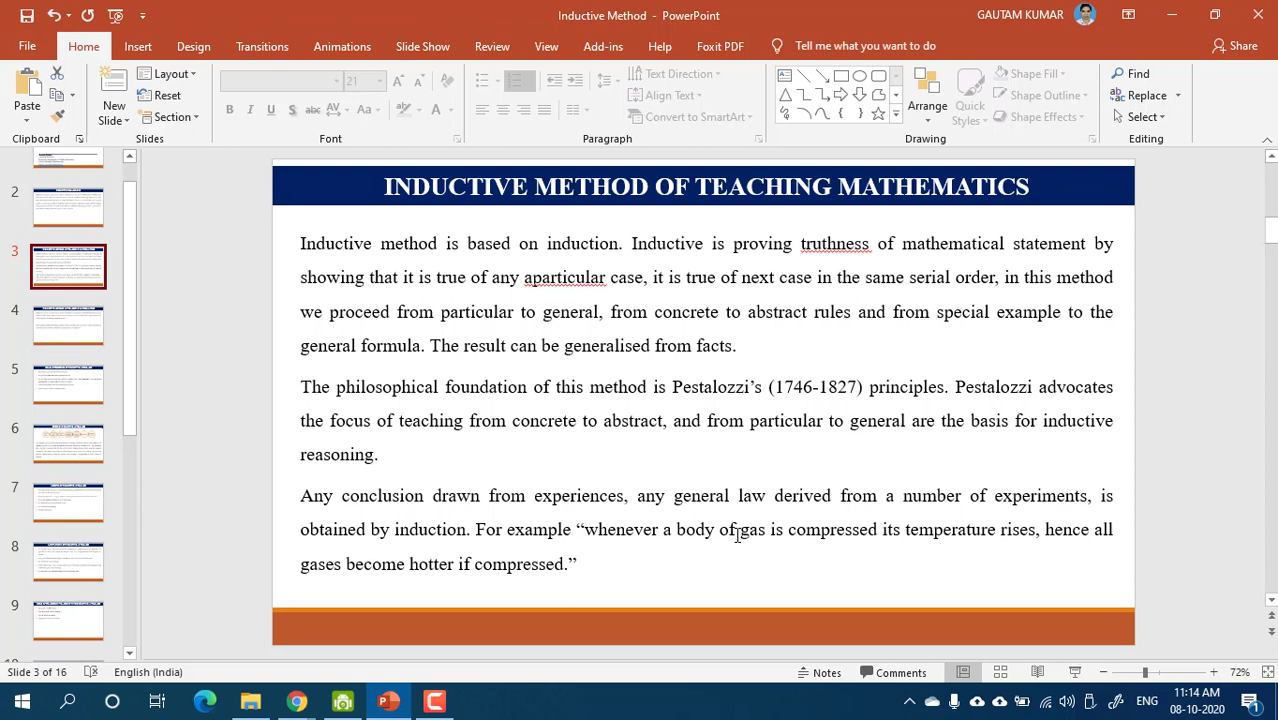 Inductive Method - PowerPoint
GAUTAM KUMAR
File Home Insert Design Transitions Animations Slide Show Review View Add-ins Help Foxit PDF Tell me what you want to do Share
Paste
New Slide
Layout
Reset
Section
21
Text Direction
Align Text
Convert to SmartArt
Arrange
Quick Styles
Shape Fill
Shape Outline
Shape Effects
Find
Replace
Select
Clipboard Slides Font Paragraph Drawing Editing
2
3
4
5
6
7
8
9
INDUCTIVE METHOD OF TEACHING MATHEMATICS
Inductive method is based on induction. Inductive is proving truthness of mathematical statement by
showing that it is true of any aparticular case, it is true of next case in the same serial order, in this method
we proceed from particular to general, from concrete to abstract rules and from special example to the
general formula. The result can be generalised from facts.
The philosophical foundation of this method is Pestalozzi’s (1746-1827) principles. Pestalozzi advocates
the focus of teaching from concrete to abstract, and from particular to general are the basis for inductive
reasoning.
Any conclusion drawn from experiences, any general law derived from a number of experiments, is
obtained by induction. For example “whenever a body of gas is compressed its temperature rises, hence all
gases become hotter if compressed.”
Slide 3 of 16 English (India) Notes Comments 72%
ENG
11:14 AM
08-10-2020
1